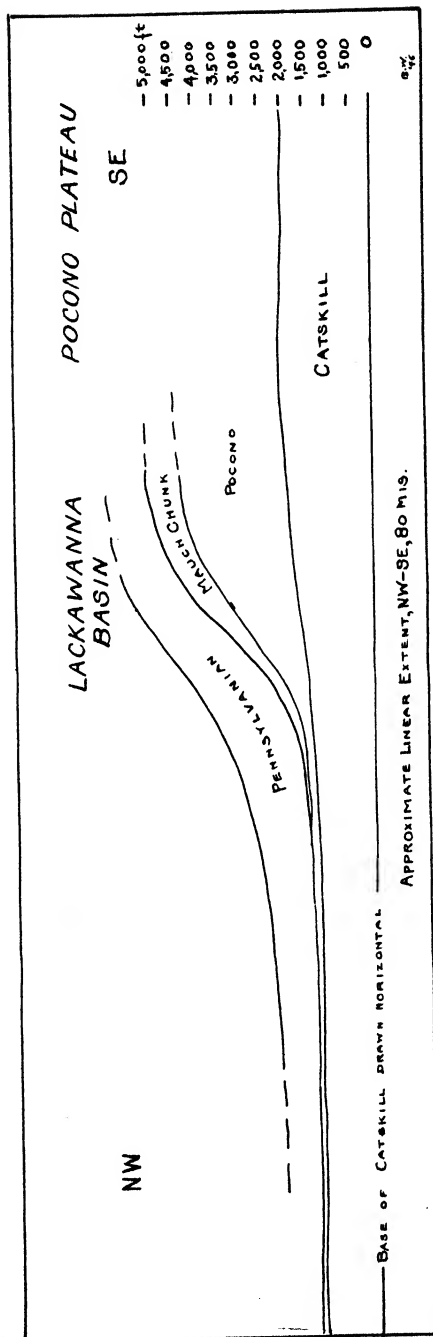 LACKAWANNA
BASIN
POCONO PLATEAU
NW
SE
— 5,000 ft
— 4,500
— 4,000
— 3,500
— 3,000
— 2,500
— 2,000
— 1,500
— 1,000
— 500
0
PENNSYLVANIAN
MAUCH CHUNK
POCONO
CATSKILL
BASE OF CATSKILL DRAWN HORIZONTAL
APPROXIMATE LINEAR EXTENT, NW-SE, 80 MIS.